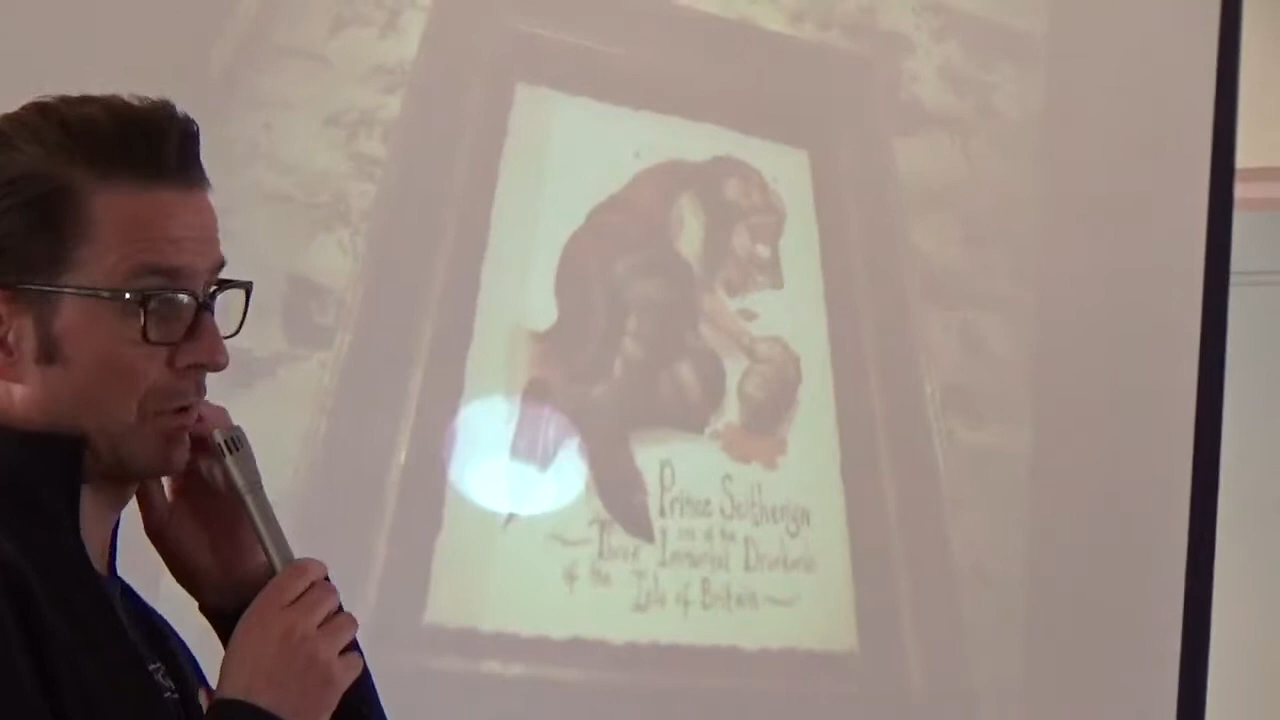 Prince Seithenyn
one of the
Three Immortal Drunkards
of the Isle of Britain